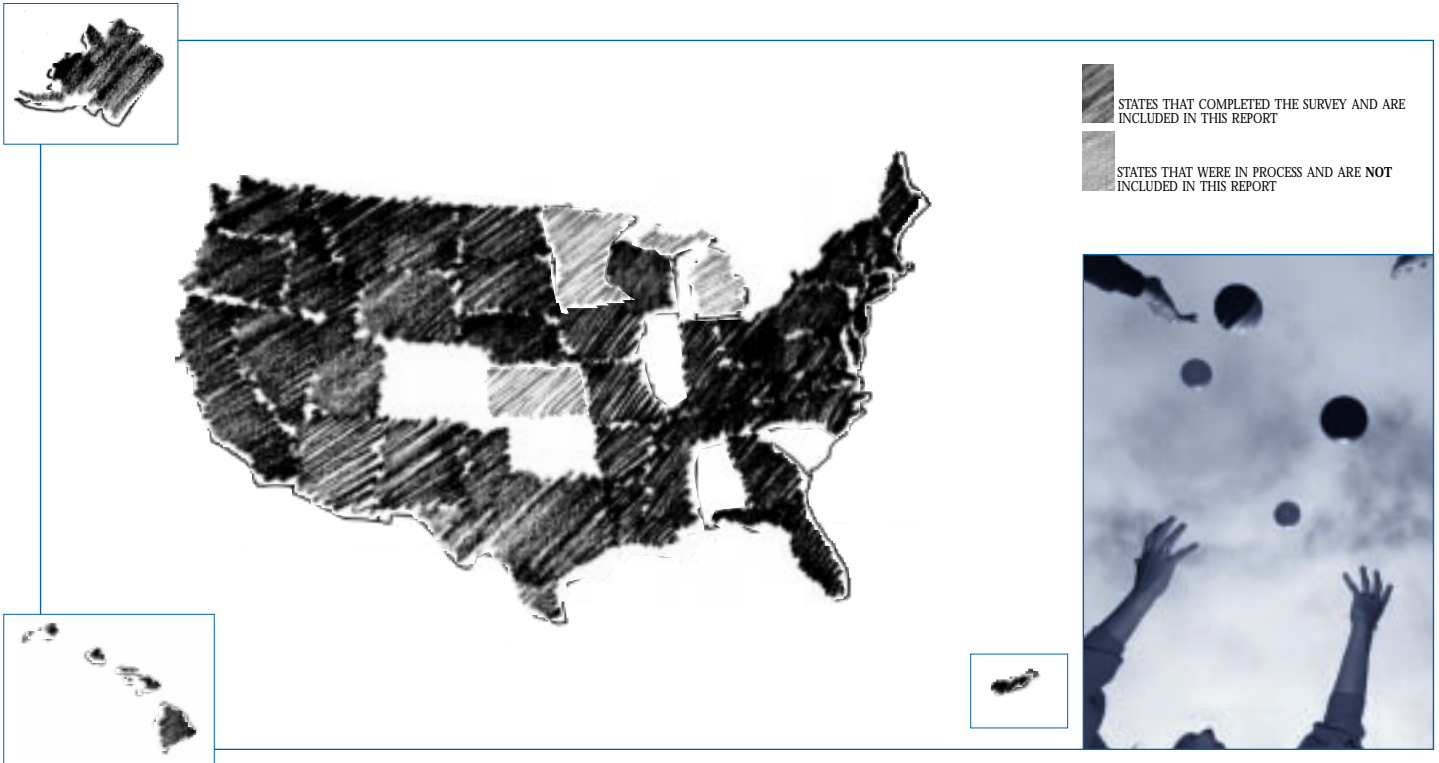 STATES THAT COMPLETED THE SURVEY AND ARE
INCLUDED IN THIS REPORT
STATES THAT WERE IN PROCESS AND ARE NOT
INCLUDED IN THIS REPORT